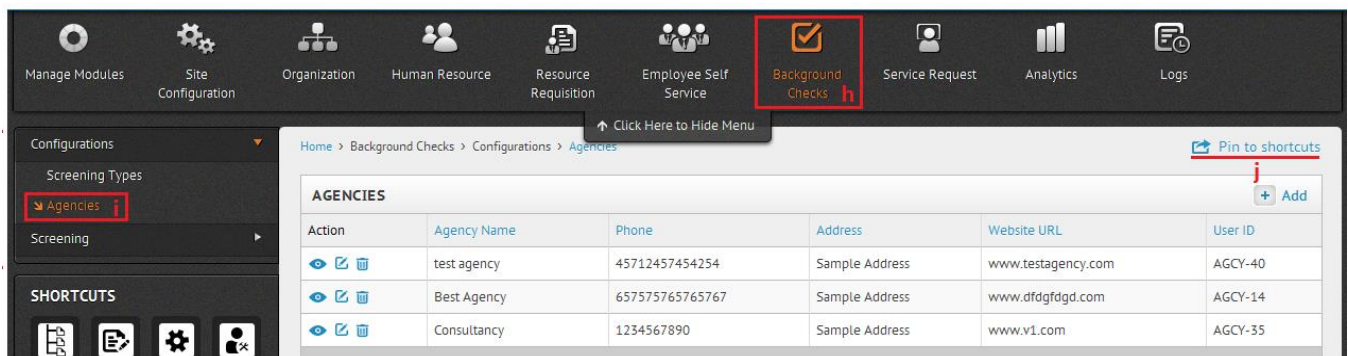 Manage Modules
Site
Configuration
Organization
Human Resource
Resource
Requisition
Employee Self
Service
Background
Checks
h
Service Request
Analytics
Logs
Click Here to Hide Menu
Configurations
Screening Types
Agencies i
Screening
SHORTCUTS
Home > Background Checks > Configurations > Agencies
Pin to shortcuts
j
AGENCIES
+ Add
Action Agency Name Phone Address Website URL User ID
test agency 45712457454254 Sample Address www.testagency.com AGCY-40
Best Agency 657575765765767 Sample Address www.dfdgfdgd.com AGCY-14
Consultancy 1234567890 Sample Address www.v1.com AGCY-35